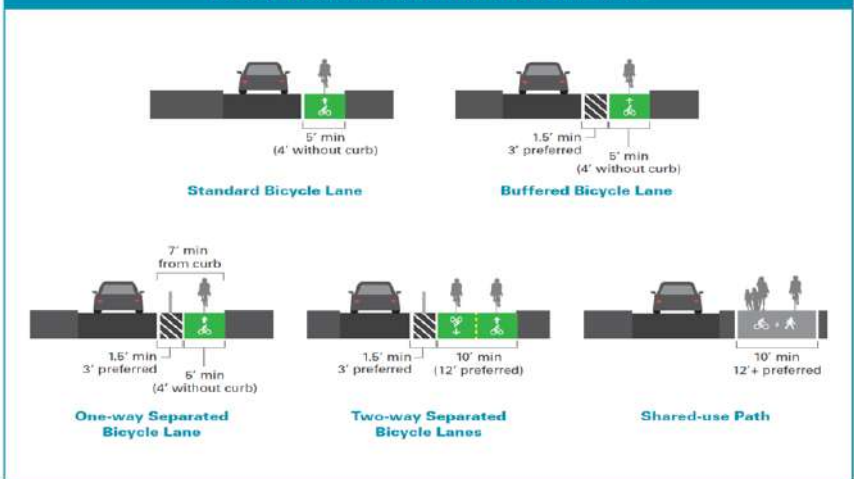 5' min
(4' without curb)
Standard Bicycle Lane
1.5' min
3' preferred
5' min
(4' without curb)
Buffered Bicycle Lane
7' min
from curb
1.5' min
3' preferred
5' min
(4' without curb)
One-way Separated
Bicycle Lane
1.5' min
3' preferred
10' min
(12' preferred)
Two-way Separated
Bicycle Lanes
10' min
12'+ preferred
Shared-use Path